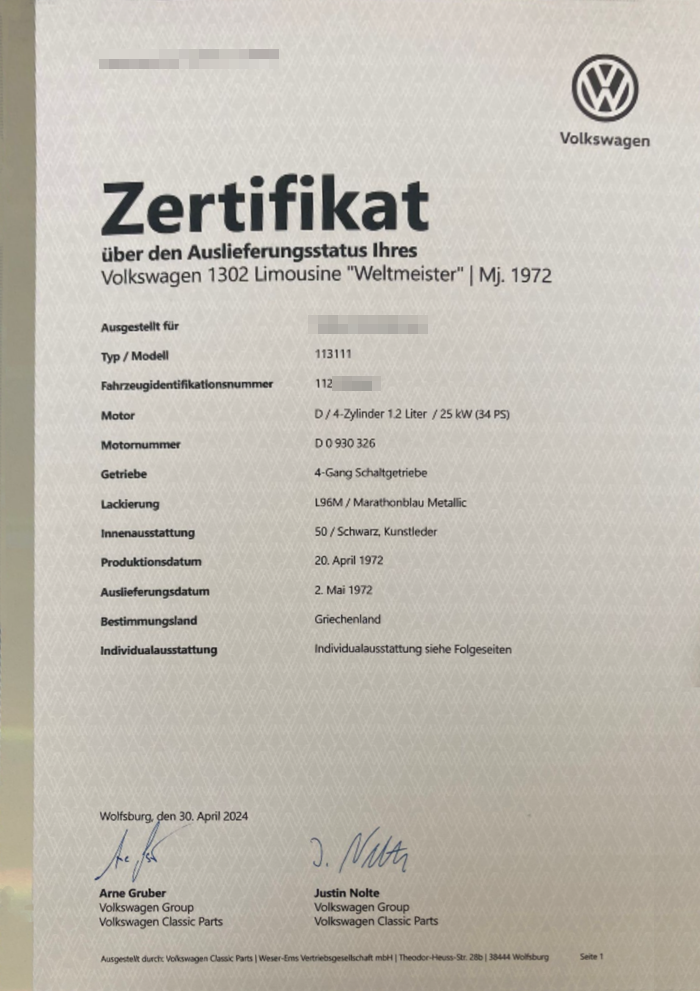 Volkswagen
Zertifikat
über den Auslieferungsstatus Ihres
Volkswagen 1302 Limousine "Weltmeister" | Mj. 1972
Ausgestellt für
Typ / Modell 113111
Fahrzeugidentifikationsnummer 112
Motor D / 4-Zylinder 1.2 Liter / 25 kW (34 PS)
Motornummer D 0 930 326
Getriebe 4-Gang Schaltgetriebe
Lackierung L96M / Marathonblau Metallic
Innenausstattung 50 / Schwarz, Kunstleder
Produktionsdatum 20. April 1972
Auslieferungsdatum 2. Mai 1972
Bestimmungsland Griechenland
Individualausstattung Individualausstattung siehe Folgeseiten
Wolfsburg, den 30. April 2024
J. Nolte
Arne Gruber Justin Nolte
Volkswagen Group Volkswagen Group
Volkswagen Classic Parts Volkswagen Classic Parts
Ausgestellt durch: Volkswagen Classic Parts | Weser-Ems Vertriebsgesellschaft mbH | Theodor-Heuss-Str. 28b | 38444 Wolfsburg Seite 1